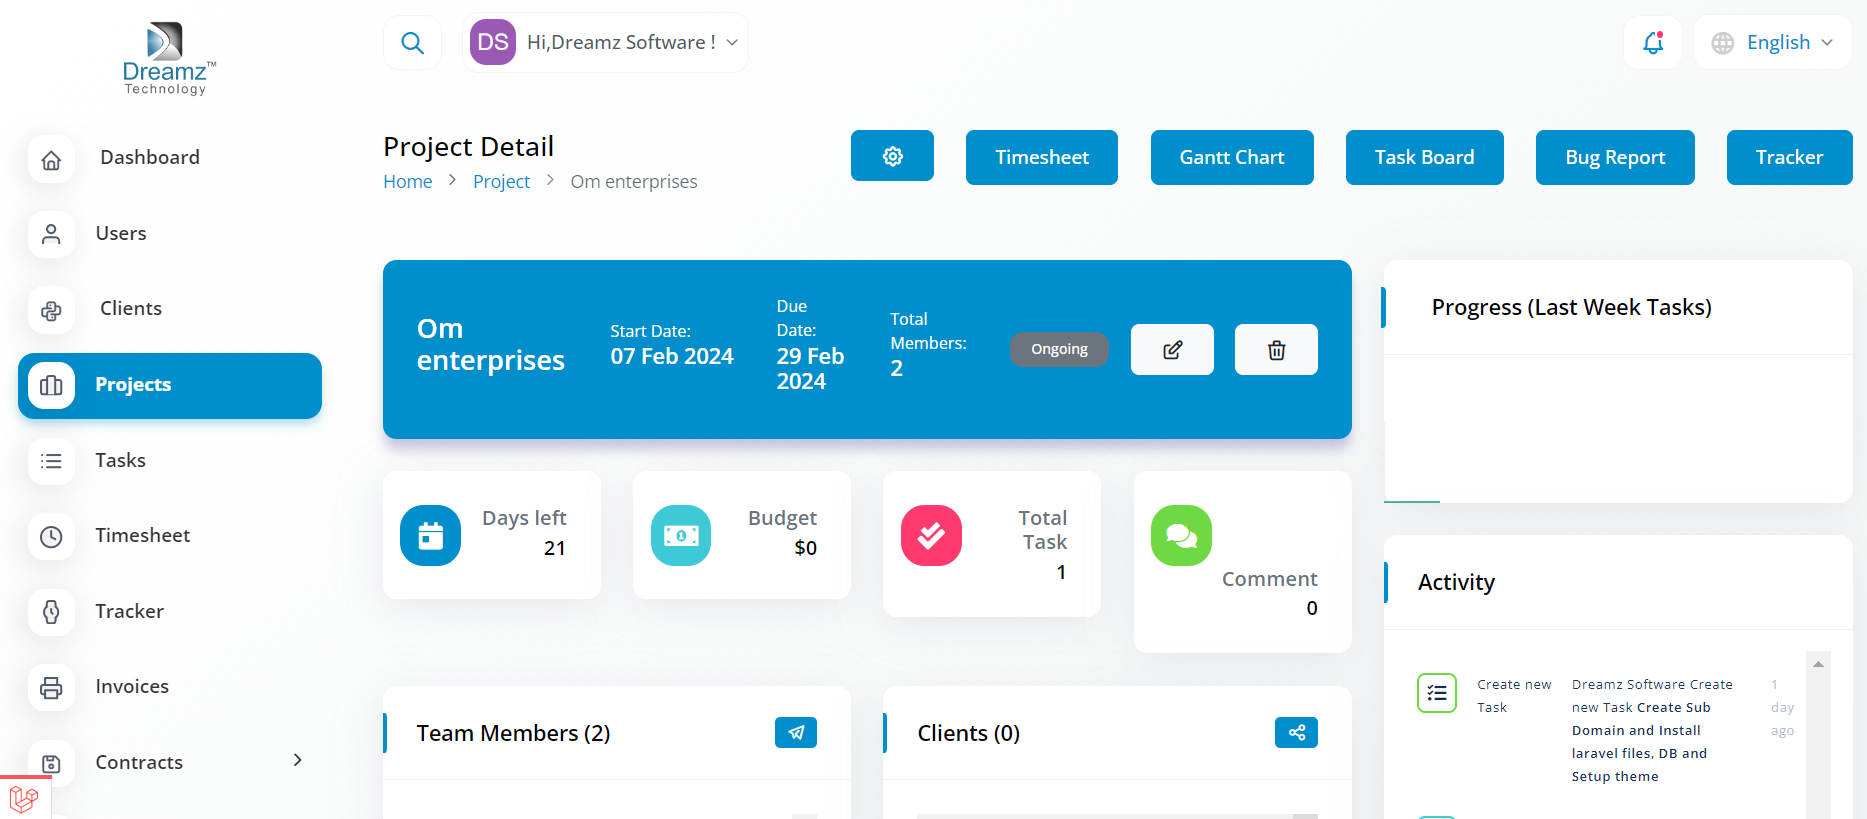 Dreamz™
Technology
DS
Hi,Dreamz Software !
English
Dashboard
Users
Clients
Projects
Tasks
Timesheet
Tracker
Invoices
Contracts
Project Detail
Home > Project > Om enterprises
Timesheet
Gantt Chart
Task Board
Bug Report
Tracker
Om
enterprises
Start Date:
07 Feb 2024
Due
Date:
29 Feb
2024
Total
Members:
2
Ongoing
Days left
21
Budget
$0
Total
Task
1
Comment
0
Team Members (2)
Clients (0)
Progress (Last Week Tasks)
Activity
Create new
Task
Dreamz Software Create
new Task Create Sub
Domain and Install
laravel files, DB and
Setup theme
1
day
ago